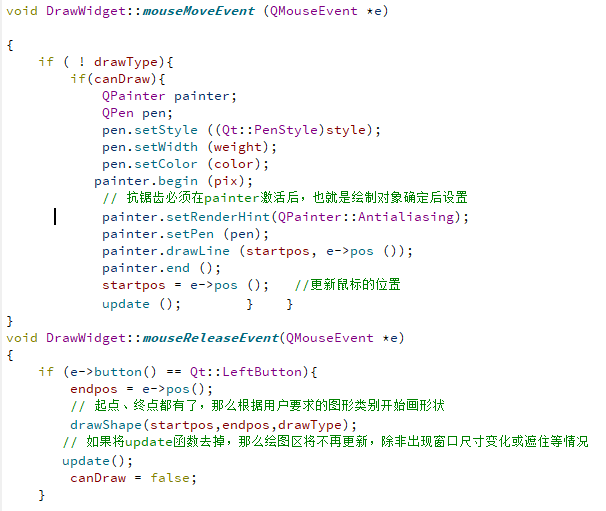 void DrawWidget::mouseMoveEvent (QMouseEvent *e)
{
if ( ! drawType){
if(canDraw){
QPainter painter;
QPen pen;
pen.setStyle ((Qt::PenStyle)style);
pen.setWidth (weight);
pen.setColor (color);
painter.begin (pix);
// 抗锯齿必须在painter激活后，也就是绘制对象确定后设置
painter.setRenderHint(QPainter::Antialiasing);
painter.setPen (pen);
painter.drawLine (startpos, e->pos ());
painter.end ();
startpos = e->pos (); //更新鼠标的位置
update (); } }
}
void DrawWidget::mouseReleaseEvent(QMouseEvent *e)
{
if (e->button() == Qt::LeftButton){
endpos = e->pos();
// 起点、终点都有了，那么根据用户要求的图形类别开始画形状
drawShape(startpos,endpos,drawType);
// 如果将update函数去掉，那么绘图区将不再更新，除非出现窗口尺寸变化或遮住等情况
update();
canDraw = false;
}